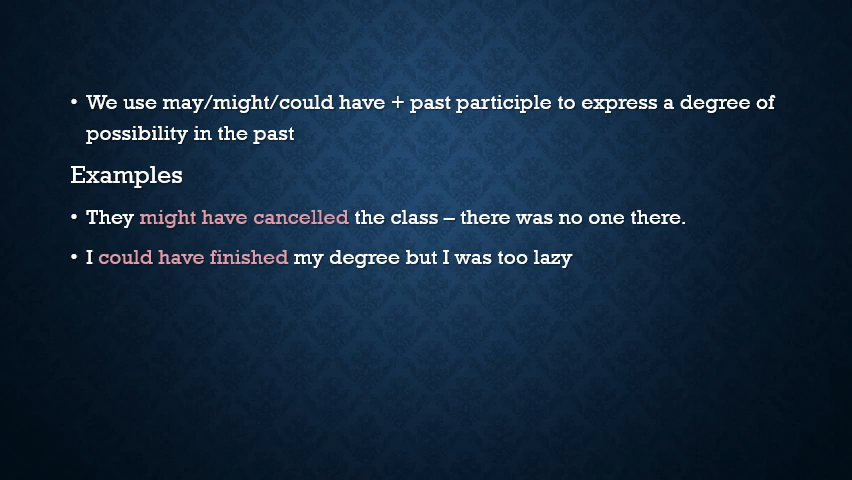 • We use may/might/could have + past participle to express a degree of
possibility in the past
Examples
• They might have cancelled the class – there was no one there.
• I could have finished my degree but I was too lazy